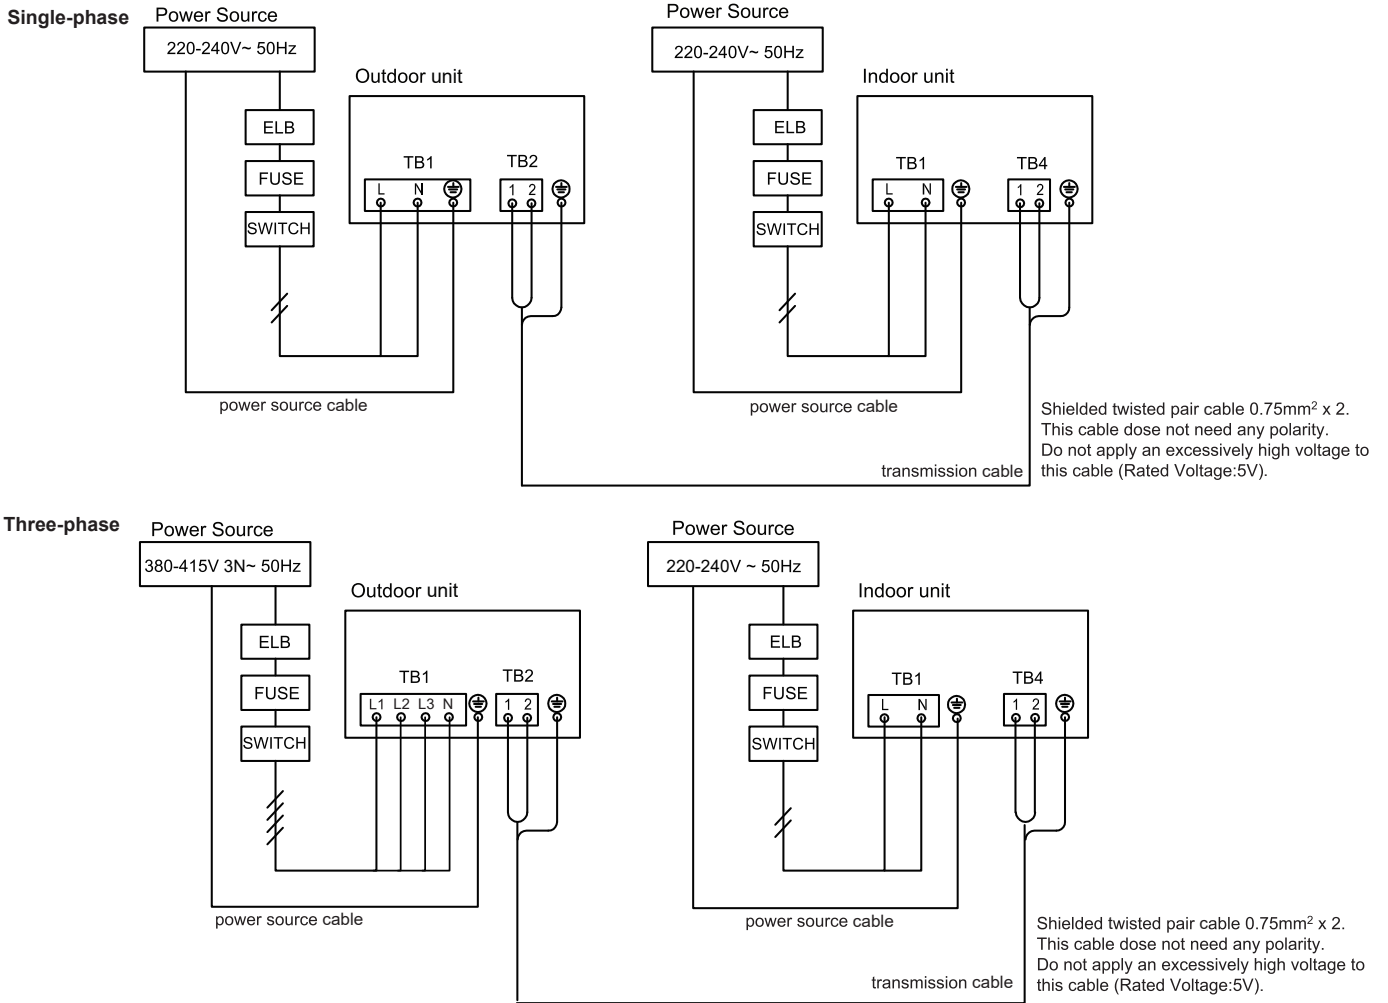 Single-phase
Power Source
220-240V~ 50Hz
ELB
FUSE
SWITCH
Outdoor unit
TB1
L N
TB2
1 2
power source cable
Power Source
220-240V~ 50Hz
ELB
FUSE
SWITCH
Indoor unit
TB1
L N
TB4
1 2
power source cable
transmission cable
Shielded twisted pair cable 0.75mm² x 2.
This cable dose not need any polarity.
Do not apply an excessively high voltage to
this cable (Rated Voltage:5V).
Three-phase
Power Source
380-415V 3N~ 50Hz
ELB
FUSE
SWITCH
Outdoor unit
TB1
L1 L2 L3 N
TB2
1 2
power source cable
Power Source
220-240V ~ 50Hz
ELB
FUSE
SWITCH
Indoor unit
TB1
L N
TB4
1 2
power source cable
transmission cable
Shielded twisted pair cable 0.75mm² x 2.
This cable dose not need any polarity.
Do not apply an excessively high voltage to
this cable (Rated Voltage:5V).